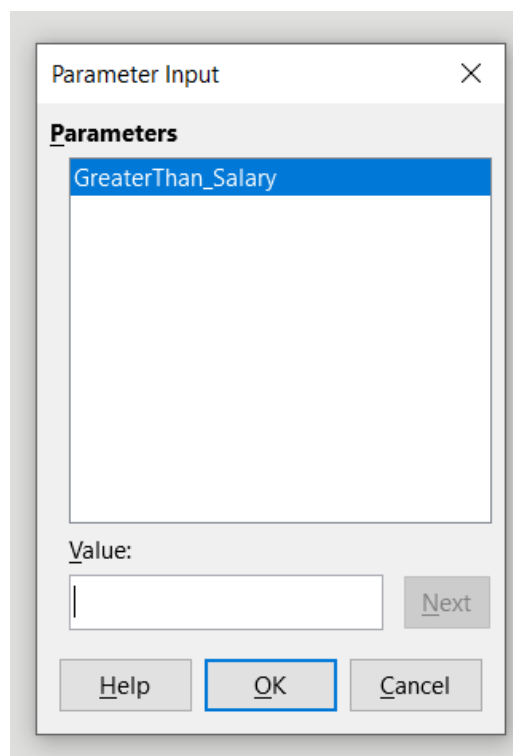 Parameter Input
Parameters
GreaterThan_Salary
Value:
Next
Help OK Cancel